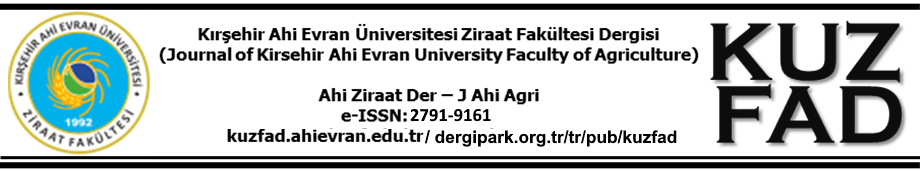 KIRŞEHİR AHİ EVRAN ÜNİVERSİTESİ
1992
ZİRAAT FAKÜLTESİ
Kırşehir Ahi Evran Üniversitesi Ziraat Fakültesi Dergisi
(Journal of Kirsehir Ahi Evran University Faculty of Agriculture)
Ahi Ziraat Der – J Ahi Agri
e-ISSN: 2791-9161
kuzfad.ahievran.edu.tr/ dergipark.org.tr/tr/pub/kuzfad
KUZ
FAD